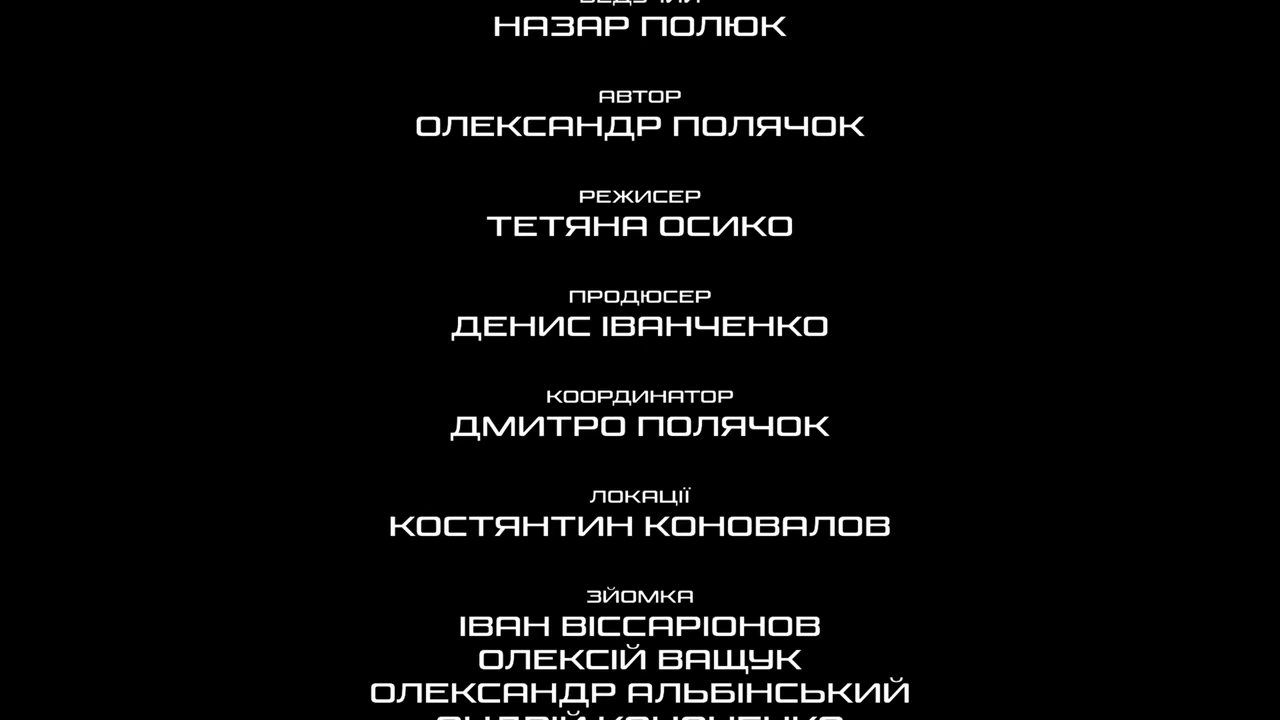 НАЗАР ПОЛЮК
АВТОР
ОЛЕКСАНДР ПОЛЯЧОК
РЕЖИСЕР
ТЕТЯНА ОСИКО
ПРОДЮСЕР
ДЕНИС ІВАНЧЕНКО
КООРДИНАТОР
ДМИТРО ПОЛЯЧОК
ЛОКАЦІЇ
КОСТЯНТИН КОНОВАЛОВ
ЗЙОМКА
ІВАН ВІССАРІОНОВ
ОЛЕКСІЙ ВАЩУК
ОЛЕКСАНДР АЛЬБІНСЬКИЙ